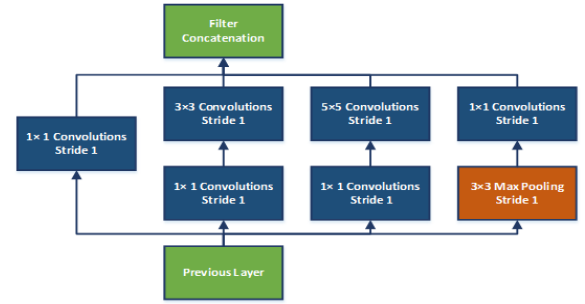 Filter
Concatenation
3×3 Convolutions
Stride 1
5×5 Convolutions
Stride 1
1×1 Convolutions
Stride 1
1× 1 Convolutions
Stride 1
1× 1 Convolutions
Stride 1
1× 1 Convolutions
Stride 1
3×3 Max Pooling
Stride 1
Previous Layer